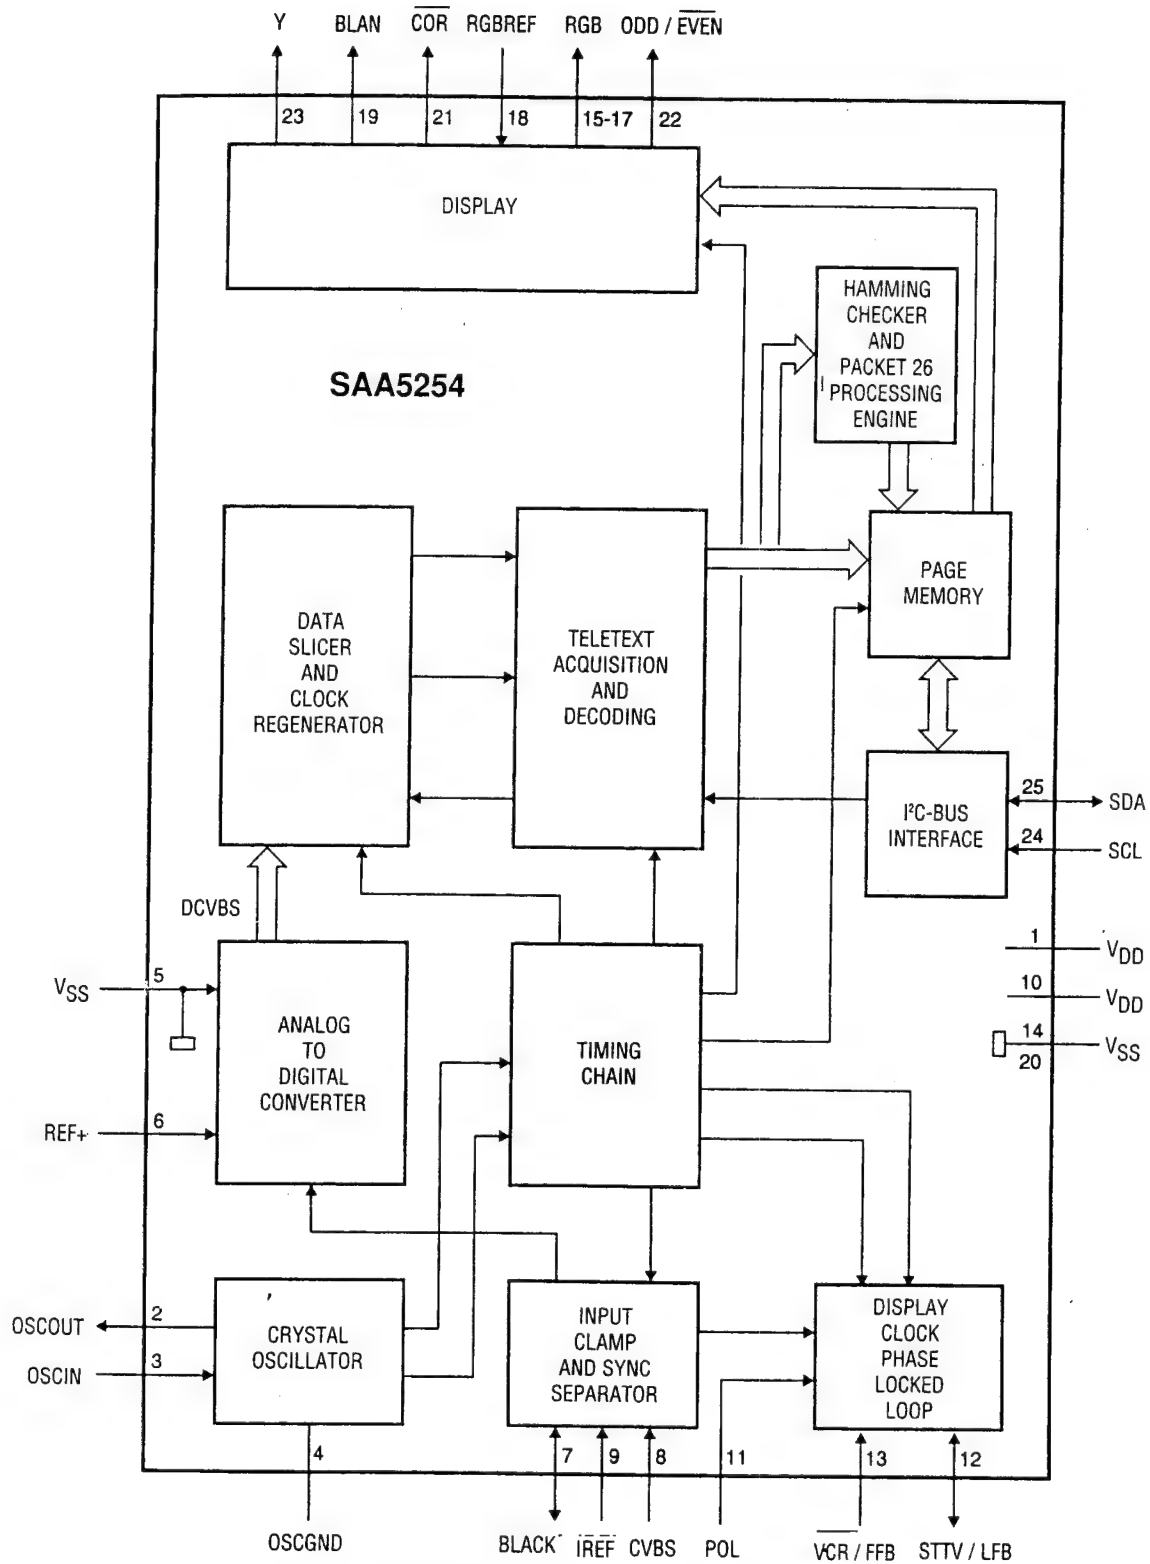 Y BLAN COR RGBREF RGB ODD / EVEN
23 19 21 18 15-17 22
DISPLAY
HAMMING
CHECKER
AND
PACKET 26
PROCESSING
ENGINE
SAA5254
DATA
SLICER
AND
CLOCK
REGENERATOR
TELETEXT
ACQUISITION
AND
DECODING
PAGE
MEMORY
I²C-BUS
INTERFACE
25 SDA
24 SCL
DCVBS
1 VDD
10 VDD
14 VSS
20
VSS 5
REF+ 6
ANALOG
TO
DIGITAL
CONVERTER
TIMING
CHAIN
OSCOUT 2
OSCIN 3
CRYSTAL
OSCILLATOR
4
OSCGND
INPUT
CLAMP
AND SYNC
SEPARATOR
DISPLAY
CLOCK
PHASE
LOCKED
LOOP
7 9 8 11 13 12
BLACK IREF CVBS POL VCR / FFB STTV / LFB